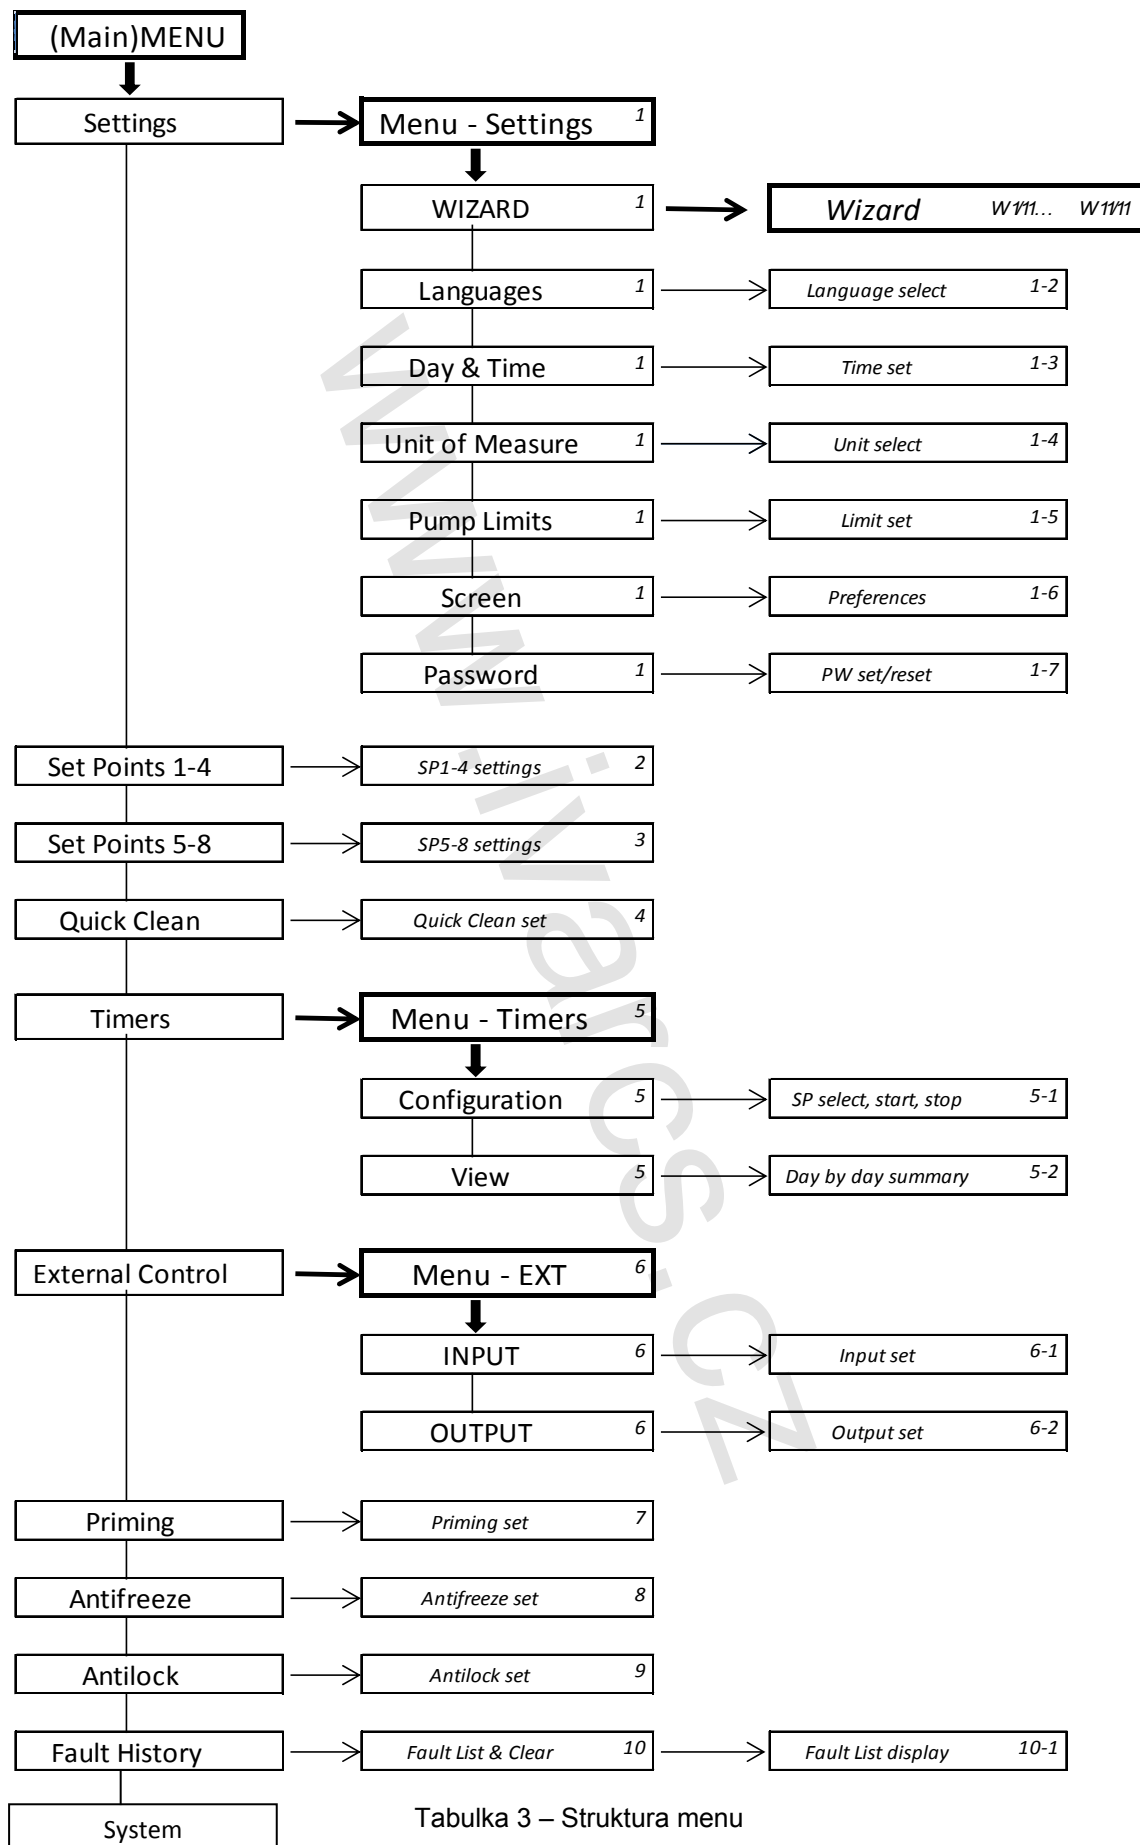 (Main)MENU
Settings
Menu - Settings 1
WIZARD 1
Wizard W1/11... W11/11
Languages 1
Language select 1-2
Day & Time 1
Time set 1-3
Unit of Measure 1
Unit select 1-4
Pump Limits 1
Limit set 1-5
Screen 1
Preferences 1-6
Password 1
PW set/reset 1-7
Set Points 1-4
SP1-4 settings 2
Set Points 5-8
SP5-8 settings 3
Quick Clean
Quick Clean set 4
Timers
Menu - Timers 5
Configuration 5
SP select, start, stop 5-1
View 5
Day by day summary 5-2
External Control
Menu - EXT 6
INPUT 6
Input set 6-1
OUTPUT 6
Output set 6-2
Priming
Priming set 7
Antifreeze
Antifreeze set 8
Antilock
Antilock set 9
Fault History
Fault List & Clear 10
Fault List display 10-1
System
Tabulka 3 – Struktura menu
www.ivarcs.cz